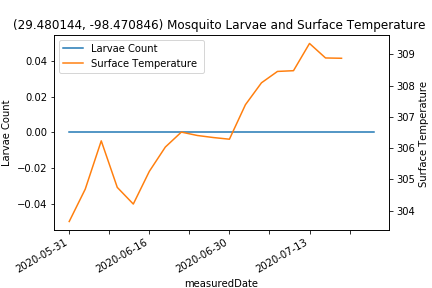 (29.480144, -98.470846) Mosquito Larvae and Surface Temperature
Larvae Count
Surface Temperature
0.04
0.02
0.00
−0.02
−0.04
Larvae Count
309
308
307
306
305
304
Surface Temperature
2020-05-31
2020-06-16
2020-06-30
2020-07-13
measuredDate